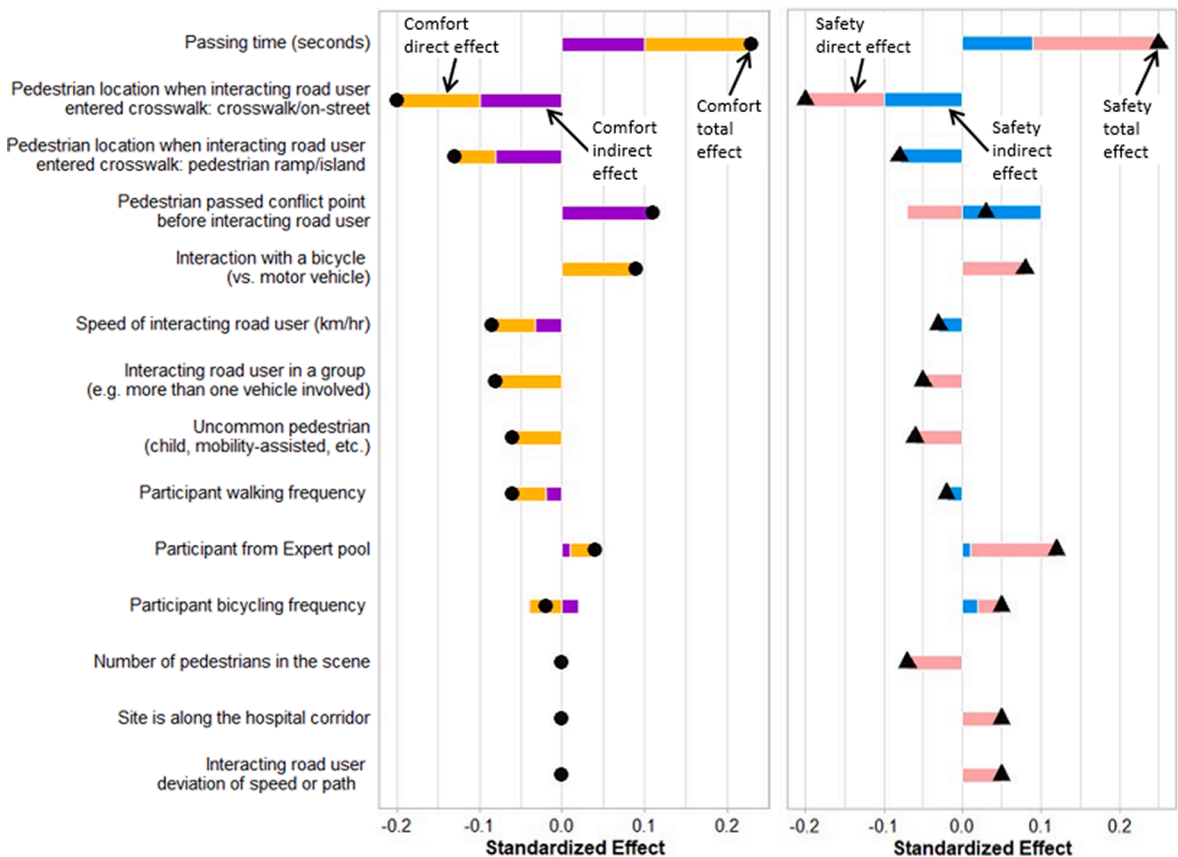 Passing time (seconds)
Pedestrian location when interacting road user
entered crosswalk: crosswalk/on-street
Pedestrian location when interacting road user
entered crosswalk: pedestrian ramp/island
Pedestrian passed conflict point
before interacting road user
Interaction with a bicycle
(vs. motor vehicle)
Speed of interacting road user (km/hr)
Interacting road user in a group
(e.g. more than one vehicle involved)
Uncommon pedestrian
(child, mobility-assisted, etc.)
Participant walking frequency
Participant from Expert pool
Participant bicycling frequency
Number of pedestrians in the scene
Site is along the hospital corridor
Interacting road user
deviation of speed or path
Comfort
direct effect
Comfort
total
effect
Comfort
indirect
effect
-0.2 -0.1 0.0 0.1 0.2
Standardized Effect
Safety
direct effect
Safety
total
effect
Safety
indirect
effect
-0.2 -0.1 0.0 0.1 0.2
Standardized Effect